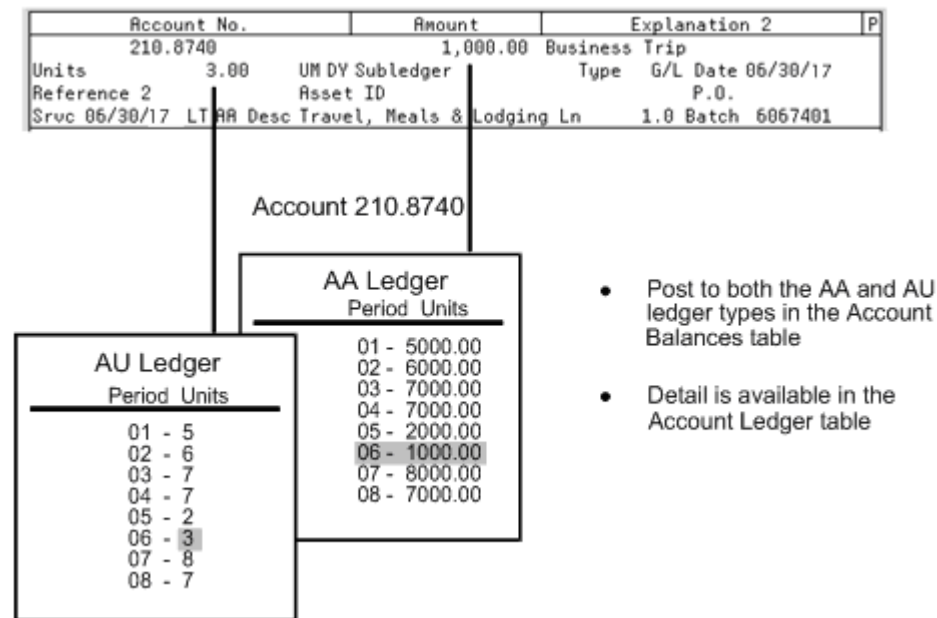 Account No. Amount Explanation 2 P
210.8740 1,000.00 Business Trip
Units 3.00 UM DY Subledger Type G/L Date 06/30/17
Reference 2 Asset ID P.O.
Srvc 06/30/17 LT AA Desc Travel, Meals & Lodging Ln 1.0 Batch 6067401
Account 210.8740
AA Ledger
Period Units
01 - 5000.00
02 - 6000.00
03 - 7000.00
04 - 7000.00
05 - 2000.00
06 - 1000.00
07 - 8000.00
08 - 7000.00
AU Ledger
Period Units
01 - 5
02 - 6
03 - 7
04 - 7
05 - 2
06 - 3
07 - 8
08 - 7
• Post to both the AA and AU
ledger types in the Account
Balances table
• Detail is available in the
Account Ledger table